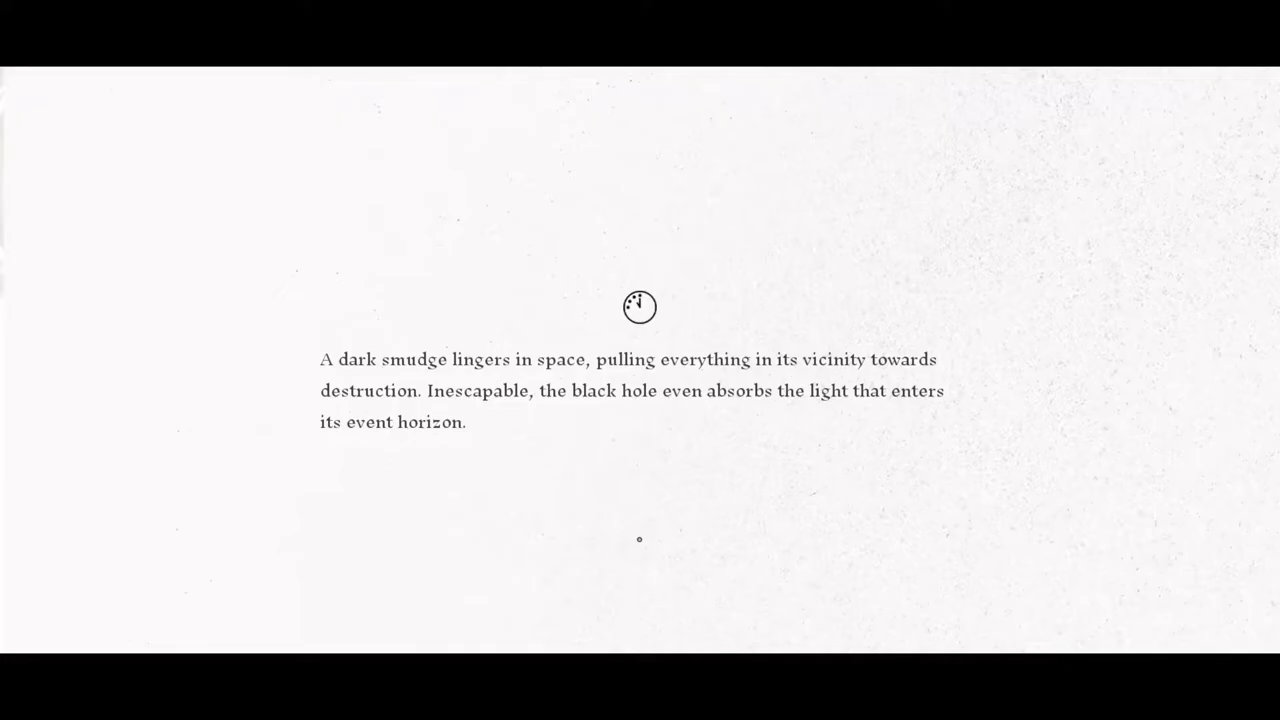 A dark smudge lingers in space, pulling everything in its vicinity towards
destruction. Inescapable, the black hole even absorbs the light that enters
its event horizon.